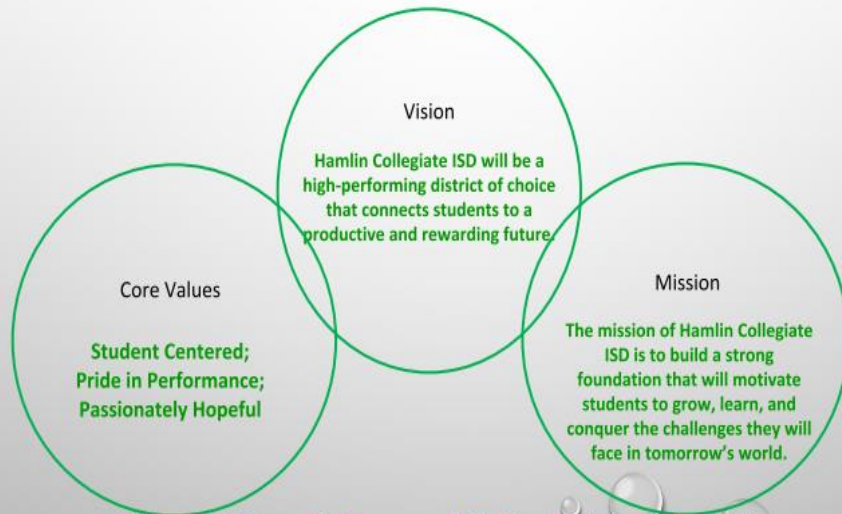 Vision
Hamlin Collegiate ISD will be a
high-performing district of choice
that connects students to a
productive and rewarding future.
Core Values
Student Centered;
Pride in Performance;
Passionately Hopeful
Mission
The mission of Hamlin Collegiate
ISD is to build a strong
foundation that will motivate
students to grow, learn, and
conquer the challenges they will
face in tomorrow's world.